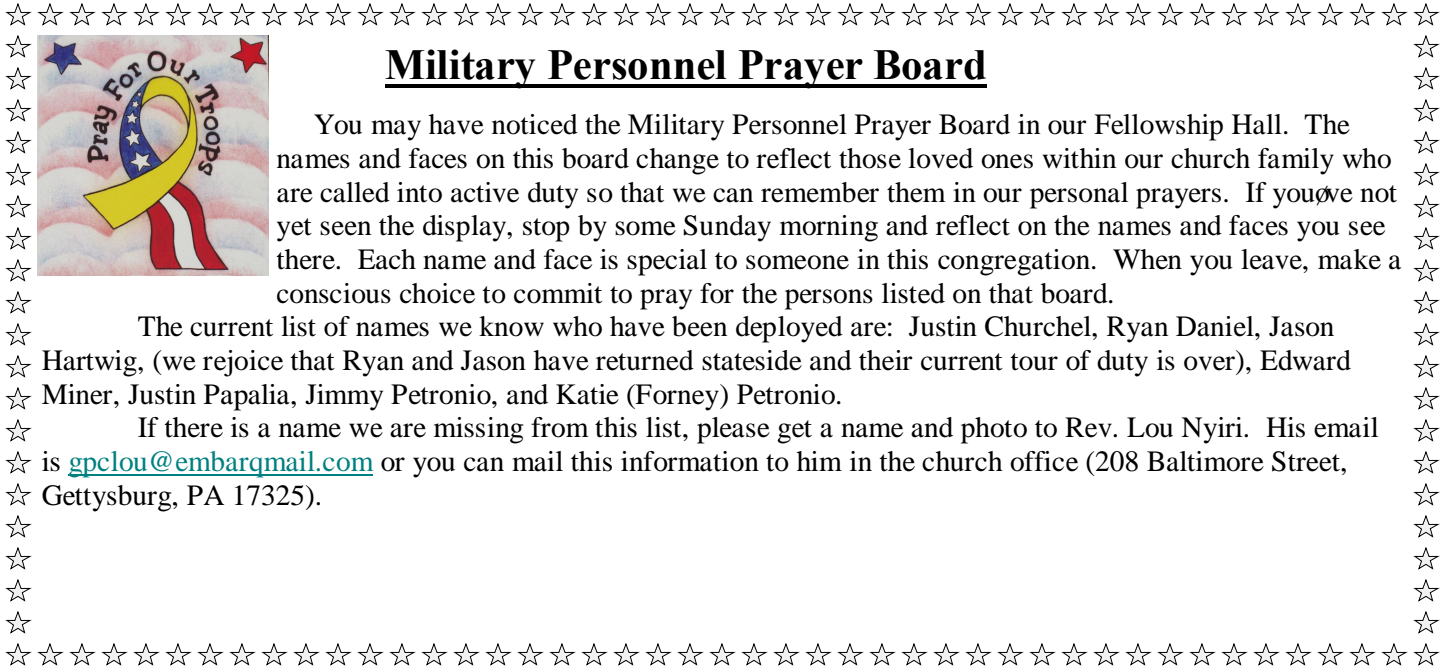 Pray For Our Troops
Military Personnel Prayer Board
You may have noticed the Military Personnel Prayer Board in our Fellowship Hall. The
names and faces on this board change to reflect those loved ones within our church family who
are called into active duty so that we can remember them in our personal prayers. If youøve not
yet seen the display, stop by some Sunday morning and reflect on the names and faces you see
there. Each name and face is special to someone in this congregation. When you leave, make a
conscious choice to commit to pray for the persons listed on that board.
The current list of names we know who have been deployed are: Justin Churchel, Ryan Daniel, Jason
Hartwig, (we rejoice that Ryan and Jason have returned stateside and their current tour of duty is over), Edward
Miner, Justin Papalia, Jimmy Petronio, and Katie (Forney) Petronio.
If there is a name we are missing from this list, please get a name and photo to Rev. Lou Nyiri. His email
is gpclou@embarqmail.com or you can mail this information to him in the church office (208 Baltimore Street,
Gettysburg, PA 17325).